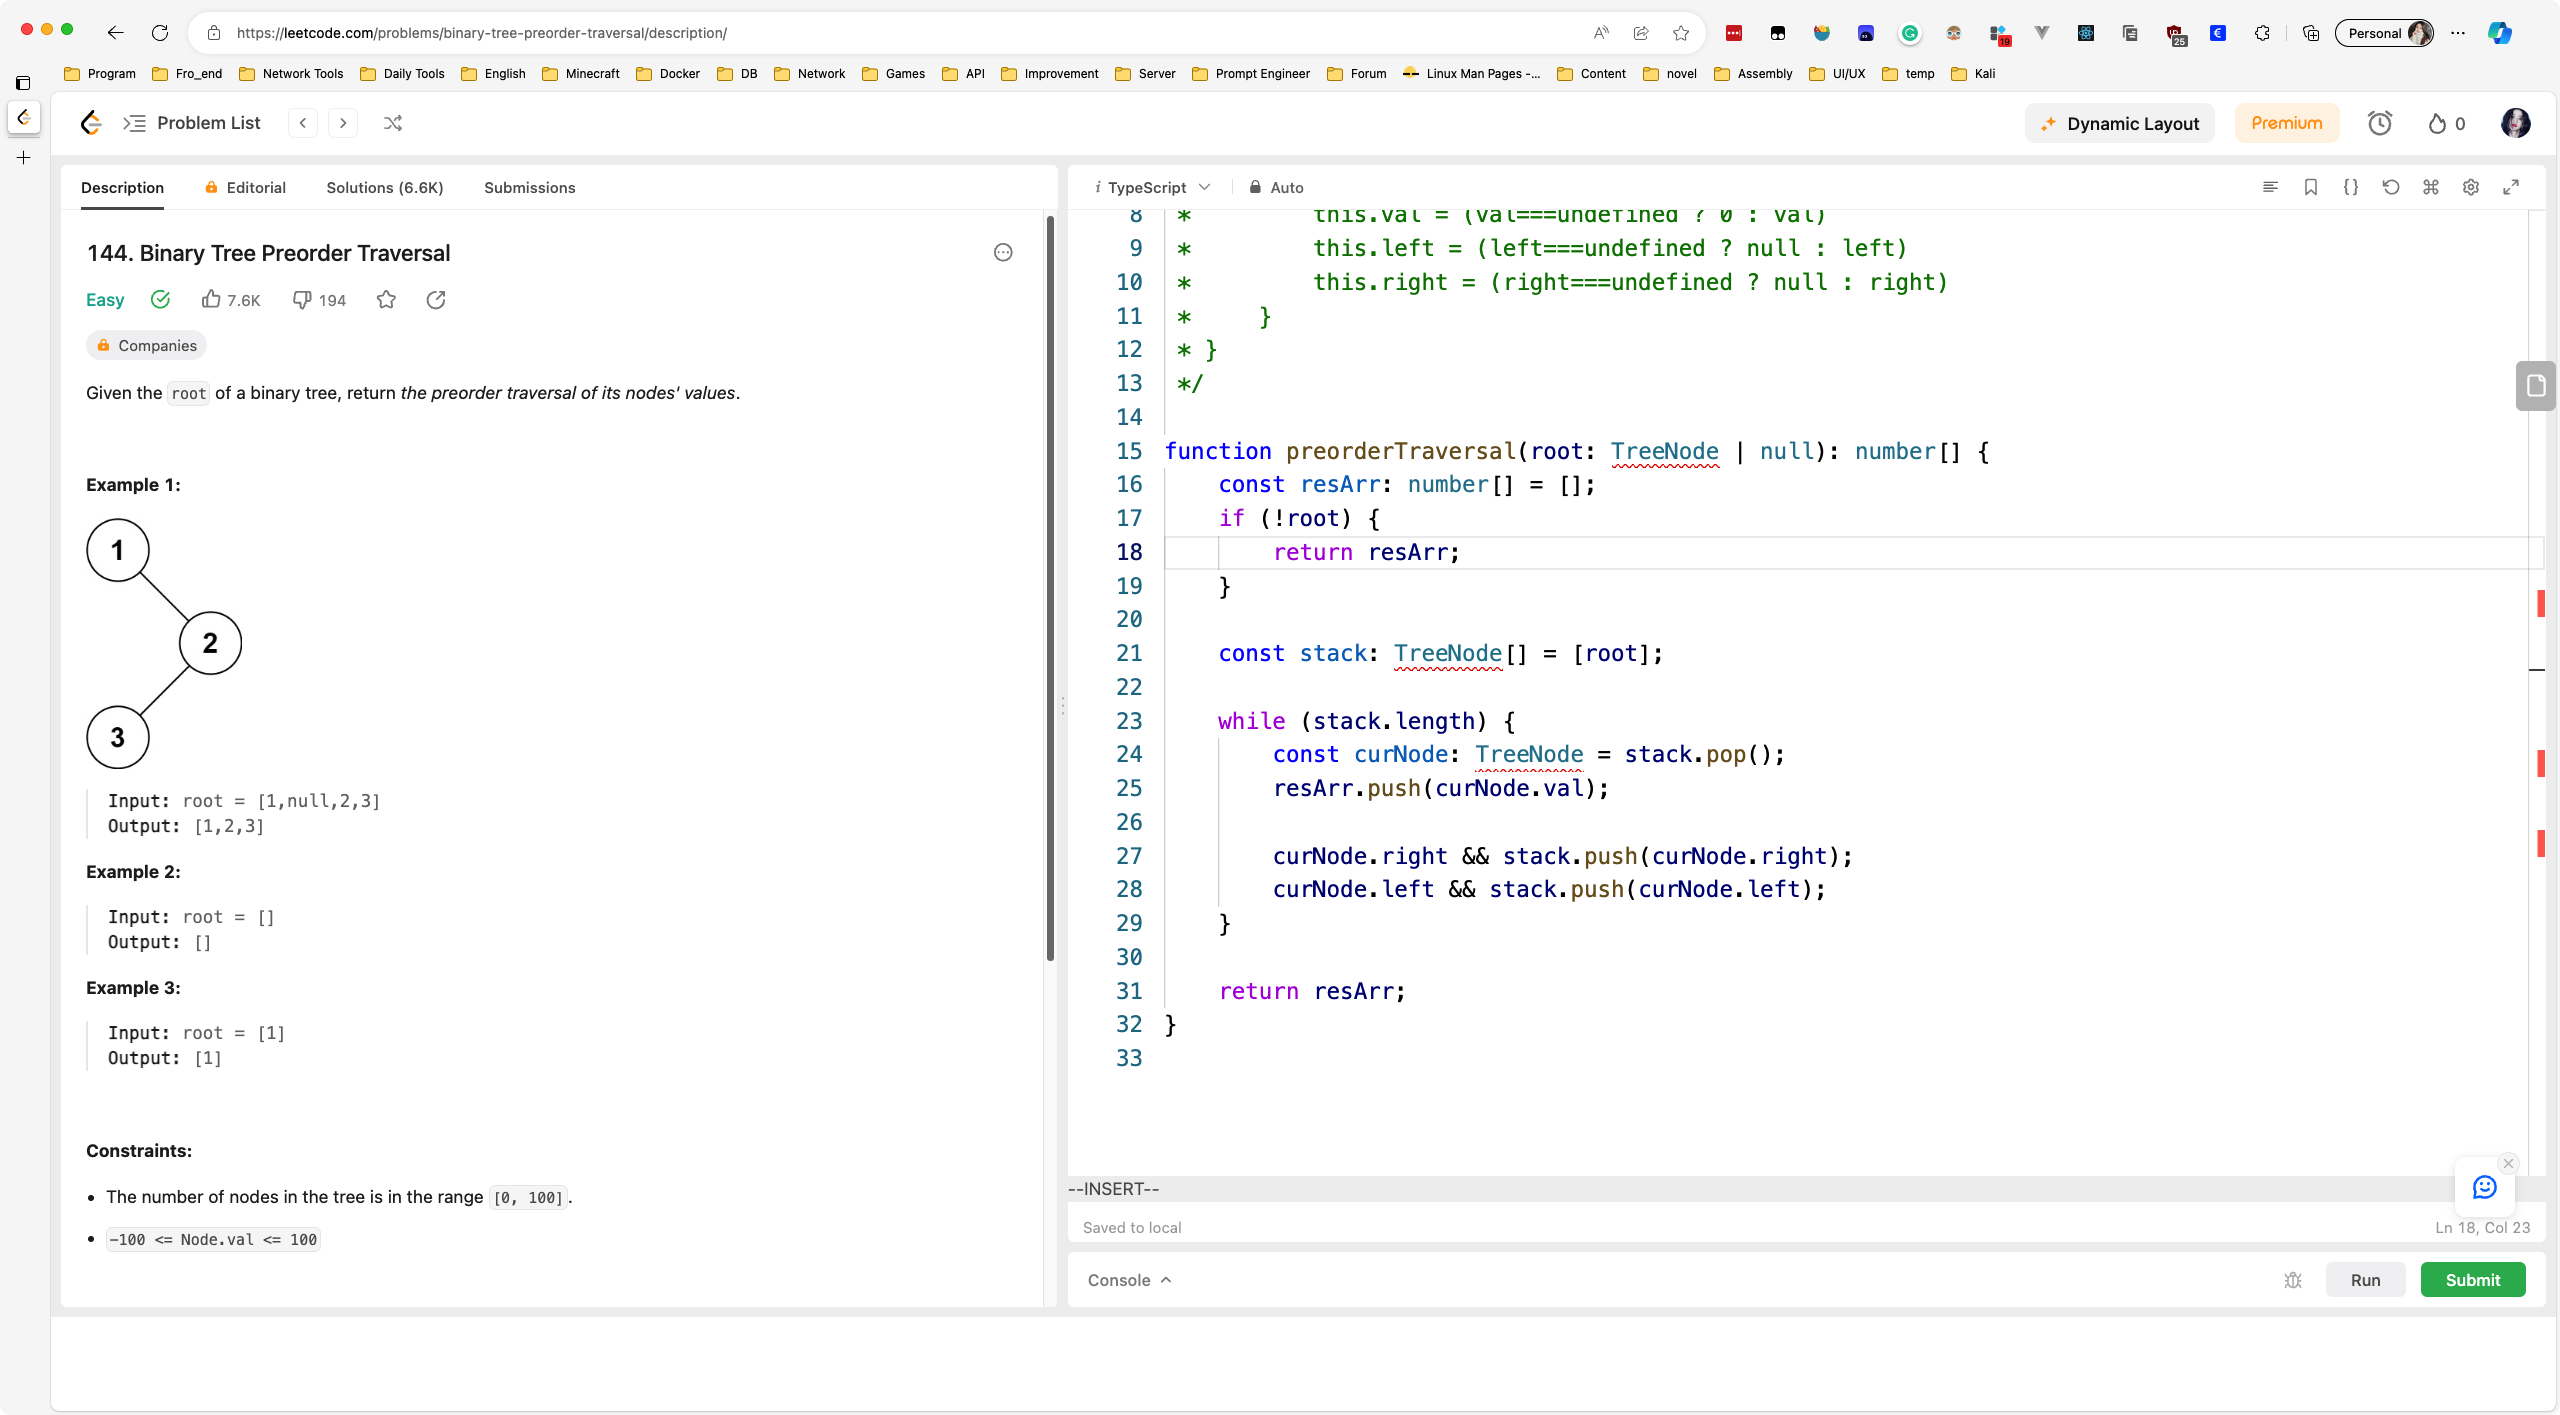 https://leetcode.com/problems/binary-tree-preorder-traversal/description/
19
25
Personal
Program
Fro_end
Network Tools
Daily Tools
English
Minecraft
Docker
DB
Network
Games
API
Improvement
Server
Prompt Engineer
Forum
Linux Man Pages -...
Content
novel
Assembly
UI/UX
temp
Kali
Problem List
Dynamic Layout
Premium
0
Description
Editorial
Solutions (6.6K)
Submissions
144. Binary Tree Preorder Traversal
Easy
7.6K
194
Companies
Given the root of a binary tree, return the preorder traversal of its nodes' values.
Example 1:
1
2
3
Input: root = [1,null,2,3]
Output: [1,2,3]
Example 2:
Input: root = []
Output: []
Example 3:
Input: root = [1]
Output: [1]
Constraints:
• The number of nodes in the tree is in the range [0, 100].
• -100 <= Node.val <= 100
i TypeScript
Auto
{}
8 * this.val = (val===undefined ? 0 : val)
9 * this.left = (left===undefined ? null : left)
10 * this.right = (right===undefined ? null : right)
11 * }
12 * }
13 */
14
15 function preorderTraversal(root: TreeNode | null): number[] {
16 const resArr: number[] = [];
17 if (!root) {
18 return resArr;
19 }
20
21 const stack: TreeNode[] = [root];
22
23 while (stack.length) {
24 const curNode: TreeNode = stack.pop();
25 resArr.push(curNode.val);
26
27 curNode.right && stack.push(curNode.right);
28 curNode.left && stack.push(curNode.left);
29 }
30
31 return resArr;
32 }
33
--INSERT--
Saved to local
Ln 18, Col 23
Console
Run
Submit